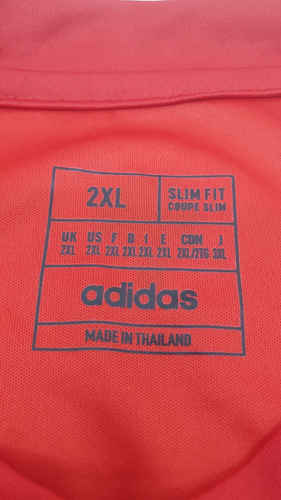 2XL
SLIM FIT
COUPE SLIM
UK US F D I E CDN J
2XL 2XL 2XL 2XL 2XL 2XL 2XL/2TG 3XL
adidas
MADE IN THAILAND